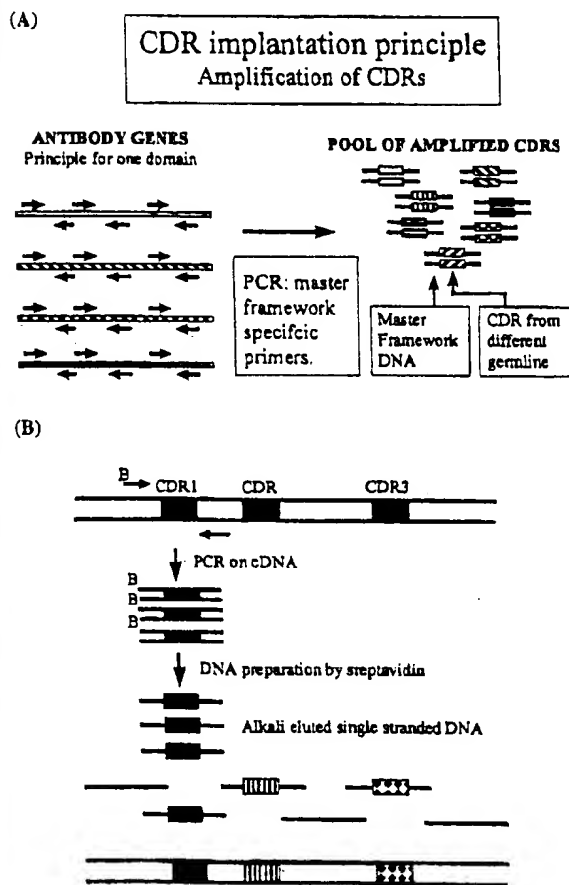 (A)
CDR implantation principle
Amplification of CDRs
ANTIBODY GENES
Principle for one domain
POOL OF AMPLIFIED CDRS
PCR: master
framework
specifcic
primers.
Master
Framework
DNA
CDR from
different
germline
(B)
B
CDR1
CDR
CDR3
PCR on cDNA
B
B
B
DNA preparation by streptavidin
Alkali eluted single stranded DNA